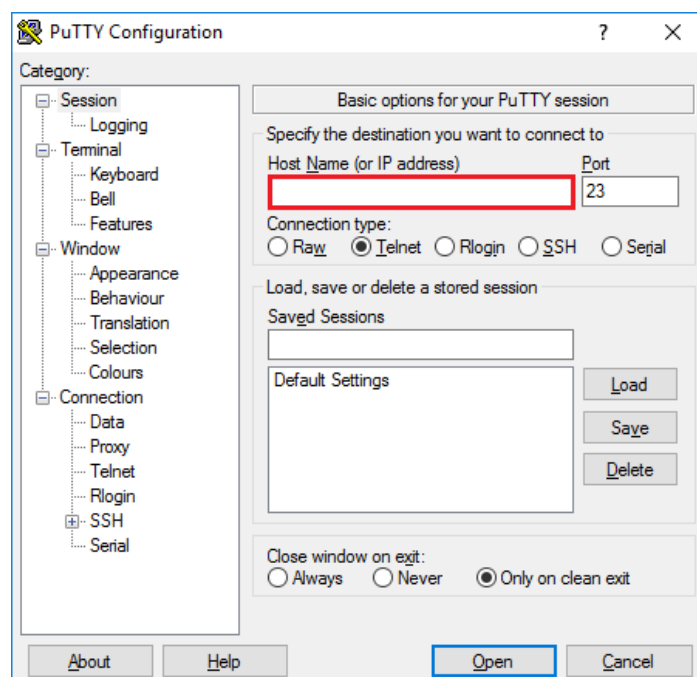 PuTTY Configuration
?
Category:
Session
Logging
Terminal
Keyboard
Bell
Features
Window
Appearance
Behaviour
Translation
Selection
Colours
Connection
Data
Proxy
Telnet
Rlogin
SSH
Serial
Basic options for your PuTTY session
Specify the destination you want to connect to
Host Name (or IP address) Port
23
Connection type:
Raw Telnet Rlogin SSH Serial
Load, save or delete a stored session
Saved Sessions
Default Settings
Load
Save
Delete
Close window on exit:
Always Never Only on clean exit
About Help Open Cancel